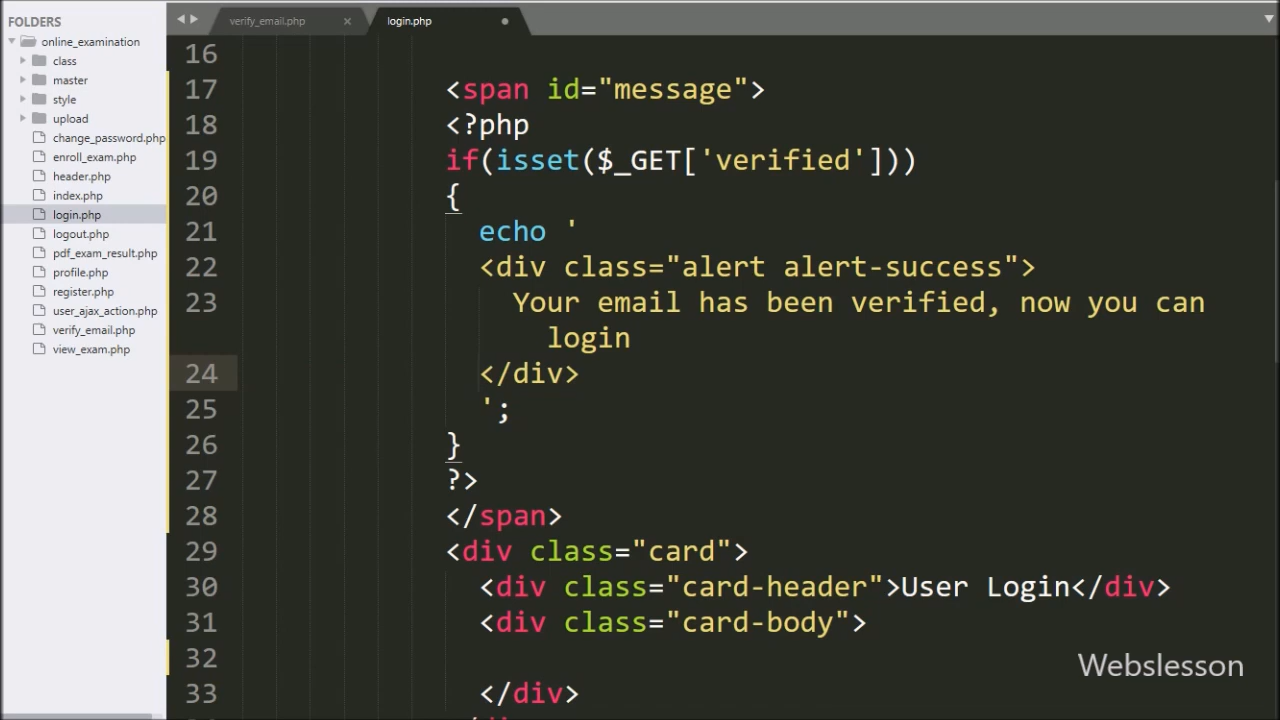 FOLDERS
online_examination
class
master
style
upload
change_password.php
enroll_exam.php
header.php
index.php
login.php
logout.php
pdf_exam_result.php
profile.php
register.php
user_ajax_action.php
verify_email.php
view_exam.php
verify_email.php × login.php
16
17 <span id="message">
18 <?php
19 if(isset($_GET['verified']))
20 {
21 echo '
22 <div class="alert alert-success">
23 Your email has been verified, now you can
login
24 </div>
25 ';
26 }
27 ?>
28 </span>
29 <div class="card">
30 <div class="card-header">User Login</div>
31 <div class="card-body">
32
33 </div>
Webslesson